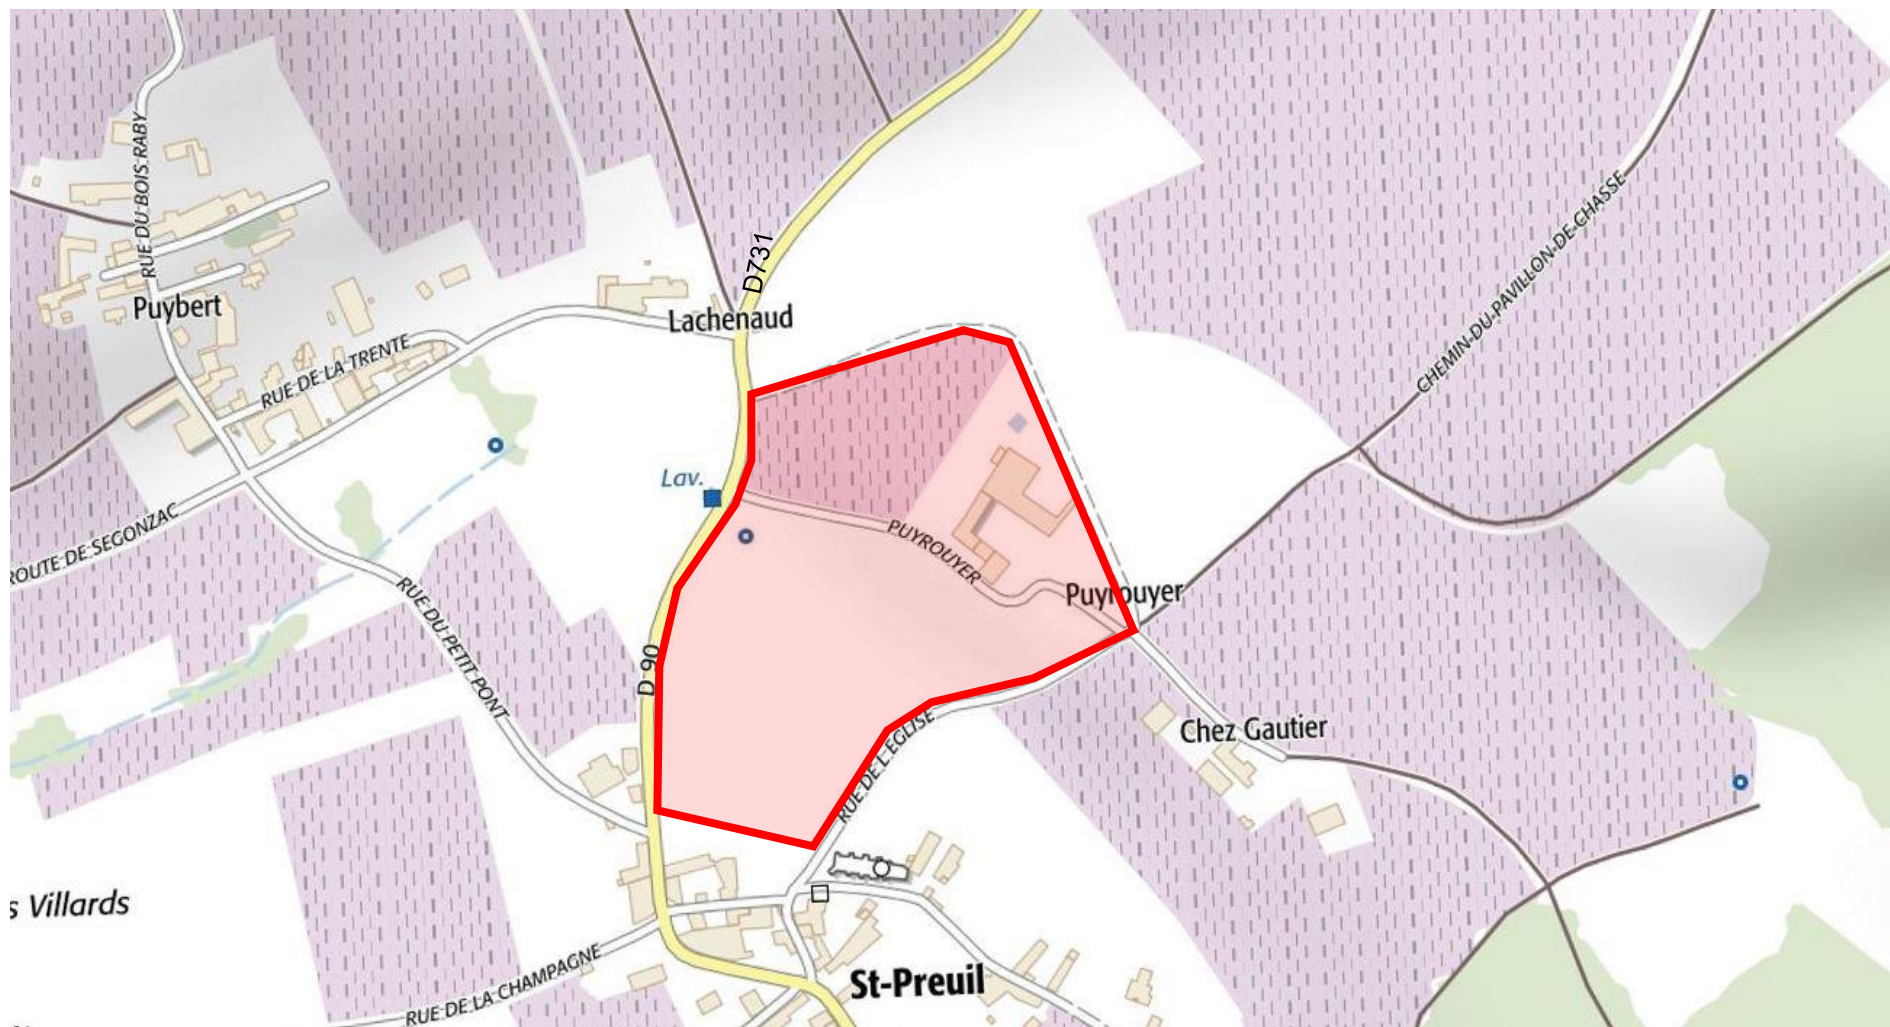 RUE DU BOIS RABY
D731
CHEMIN-DU-PAVILLON-DE-CHASSE
Puybert
Lachenaud
RUE DE LA TRENTE
Lav.
ROUTE DE SEGONZAC
PUYROUYER
Puyrouyer
RUE DU PETIT PONT
D 90
RUE DE L'EGLISE
Chez Gautier
s Villards
RUE DE LA CHAMPAGNE
St-Preuil